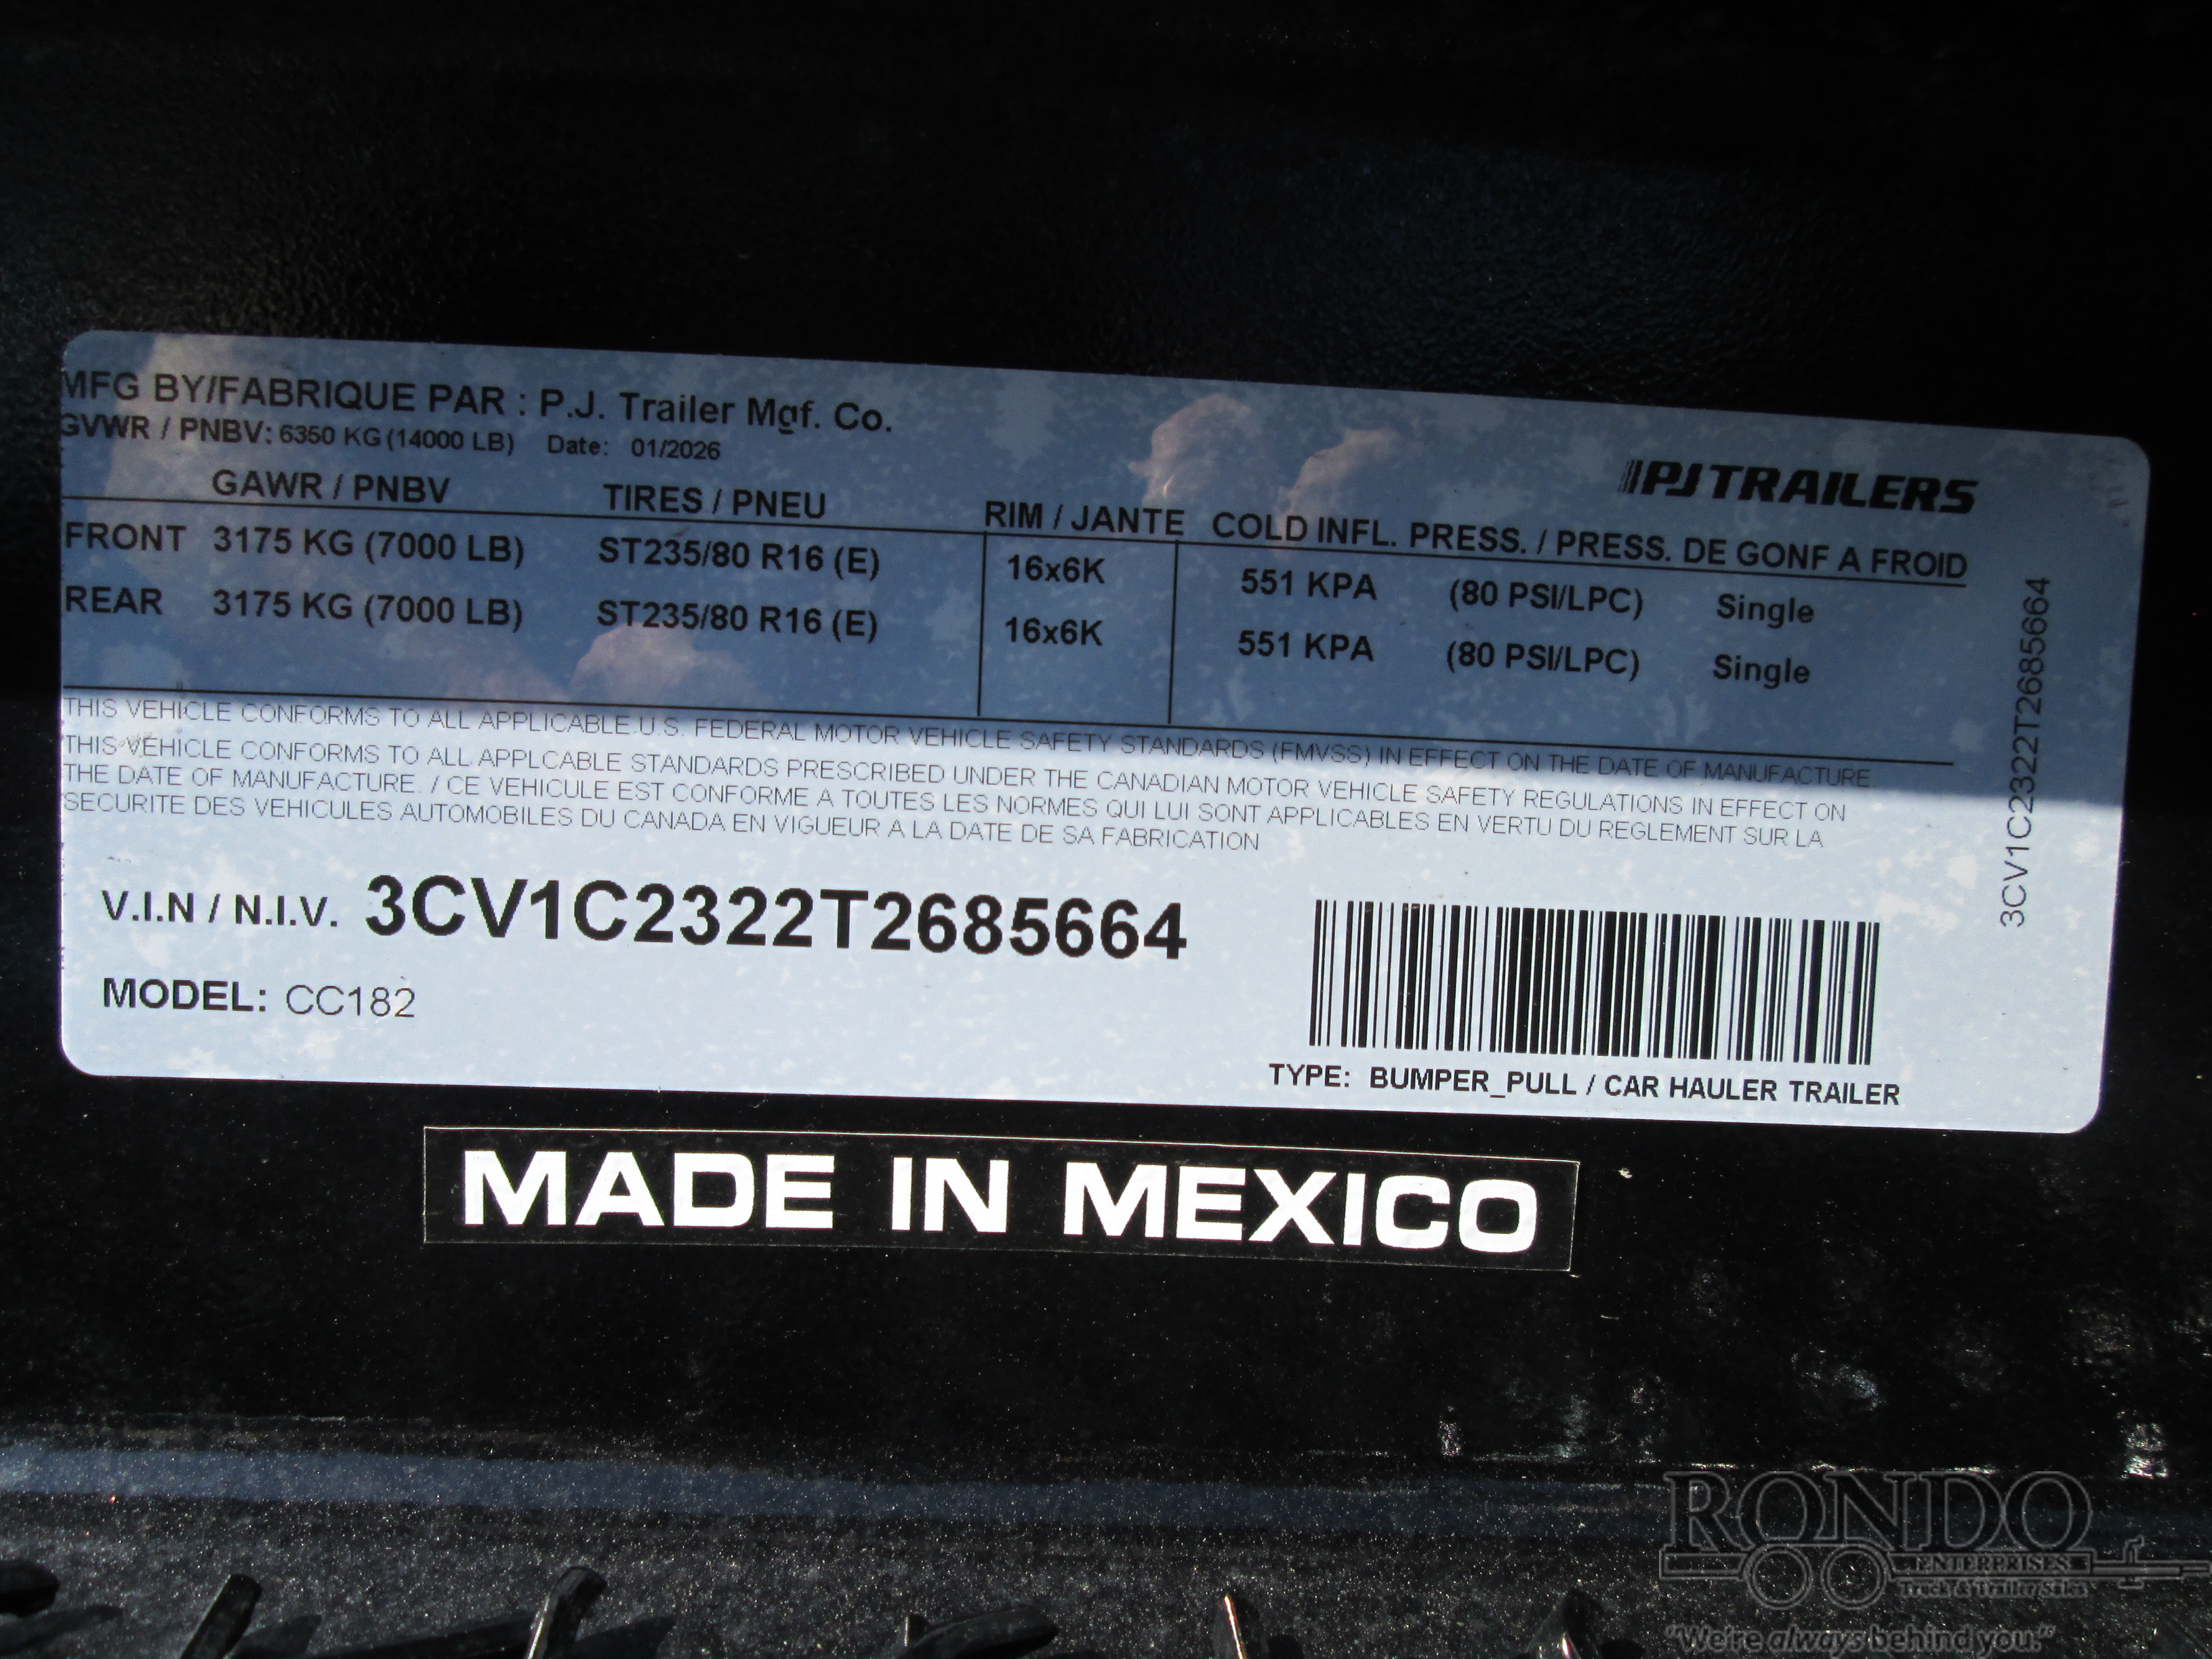 MFG BY/FABRIQUE PAR : P.J. Trailer Mgf. Co.
GVWR / PNBV: 6350 KG (14000 LB) Date: 01/2026
PJ TRAILERS
GAWR / PNBV TIRES / PNEU RIM / JANTE COLD INFL. PRESS. / PRESS. DE GONF A FROID
FRONT 3175 KG (7000 LB) ST235/80 R16 (E) 16x6K 551 KPA (80 PSI/LPC) Single
REAR 3175 KG (7000 LB) ST235/80 R16 (E) 16x6K 551 KPA (80 PSI/LPC) Single
THIS VEHICLE CONFORMS TO ALL APPLICABLE U.S. FEDERAL MOTOR VEHICLE SAFETY STANDARDS (FMVSS) IN EFFECT ON THE DATE OF MANUFACTURE
THIS VEHICLE CONFORMS TO ALL APPLCABLE STANDARDS PRESCRIBED UNDER THE CANADIAN MOTOR VEHICLE SAFETY REGULATIONS IN EFFECT ON
THE DATE OF MANUFACTURE. / CE VEHICULE EST CONFORME A TOUTES LES NORMES QUI LUI SONT APPLICABLES EN VERTU DU REGLEMENT SUR LA
SECURITE DES VEHICULES AUTOMOBILES DU CANADA EN VIGUEUR A LA DATE DE SA FABRICATION
V.I.N / N.I.V. 3CV1C2322T2685664
3CV1C2322T2685664
MODEL: CC182
TYPE: BUMPER_PULL / CAR HAULER TRAILER
MADE IN MEXICO
RONDO
ENTERPRISES
Truck & Trailer Sales
"We're always behind you."